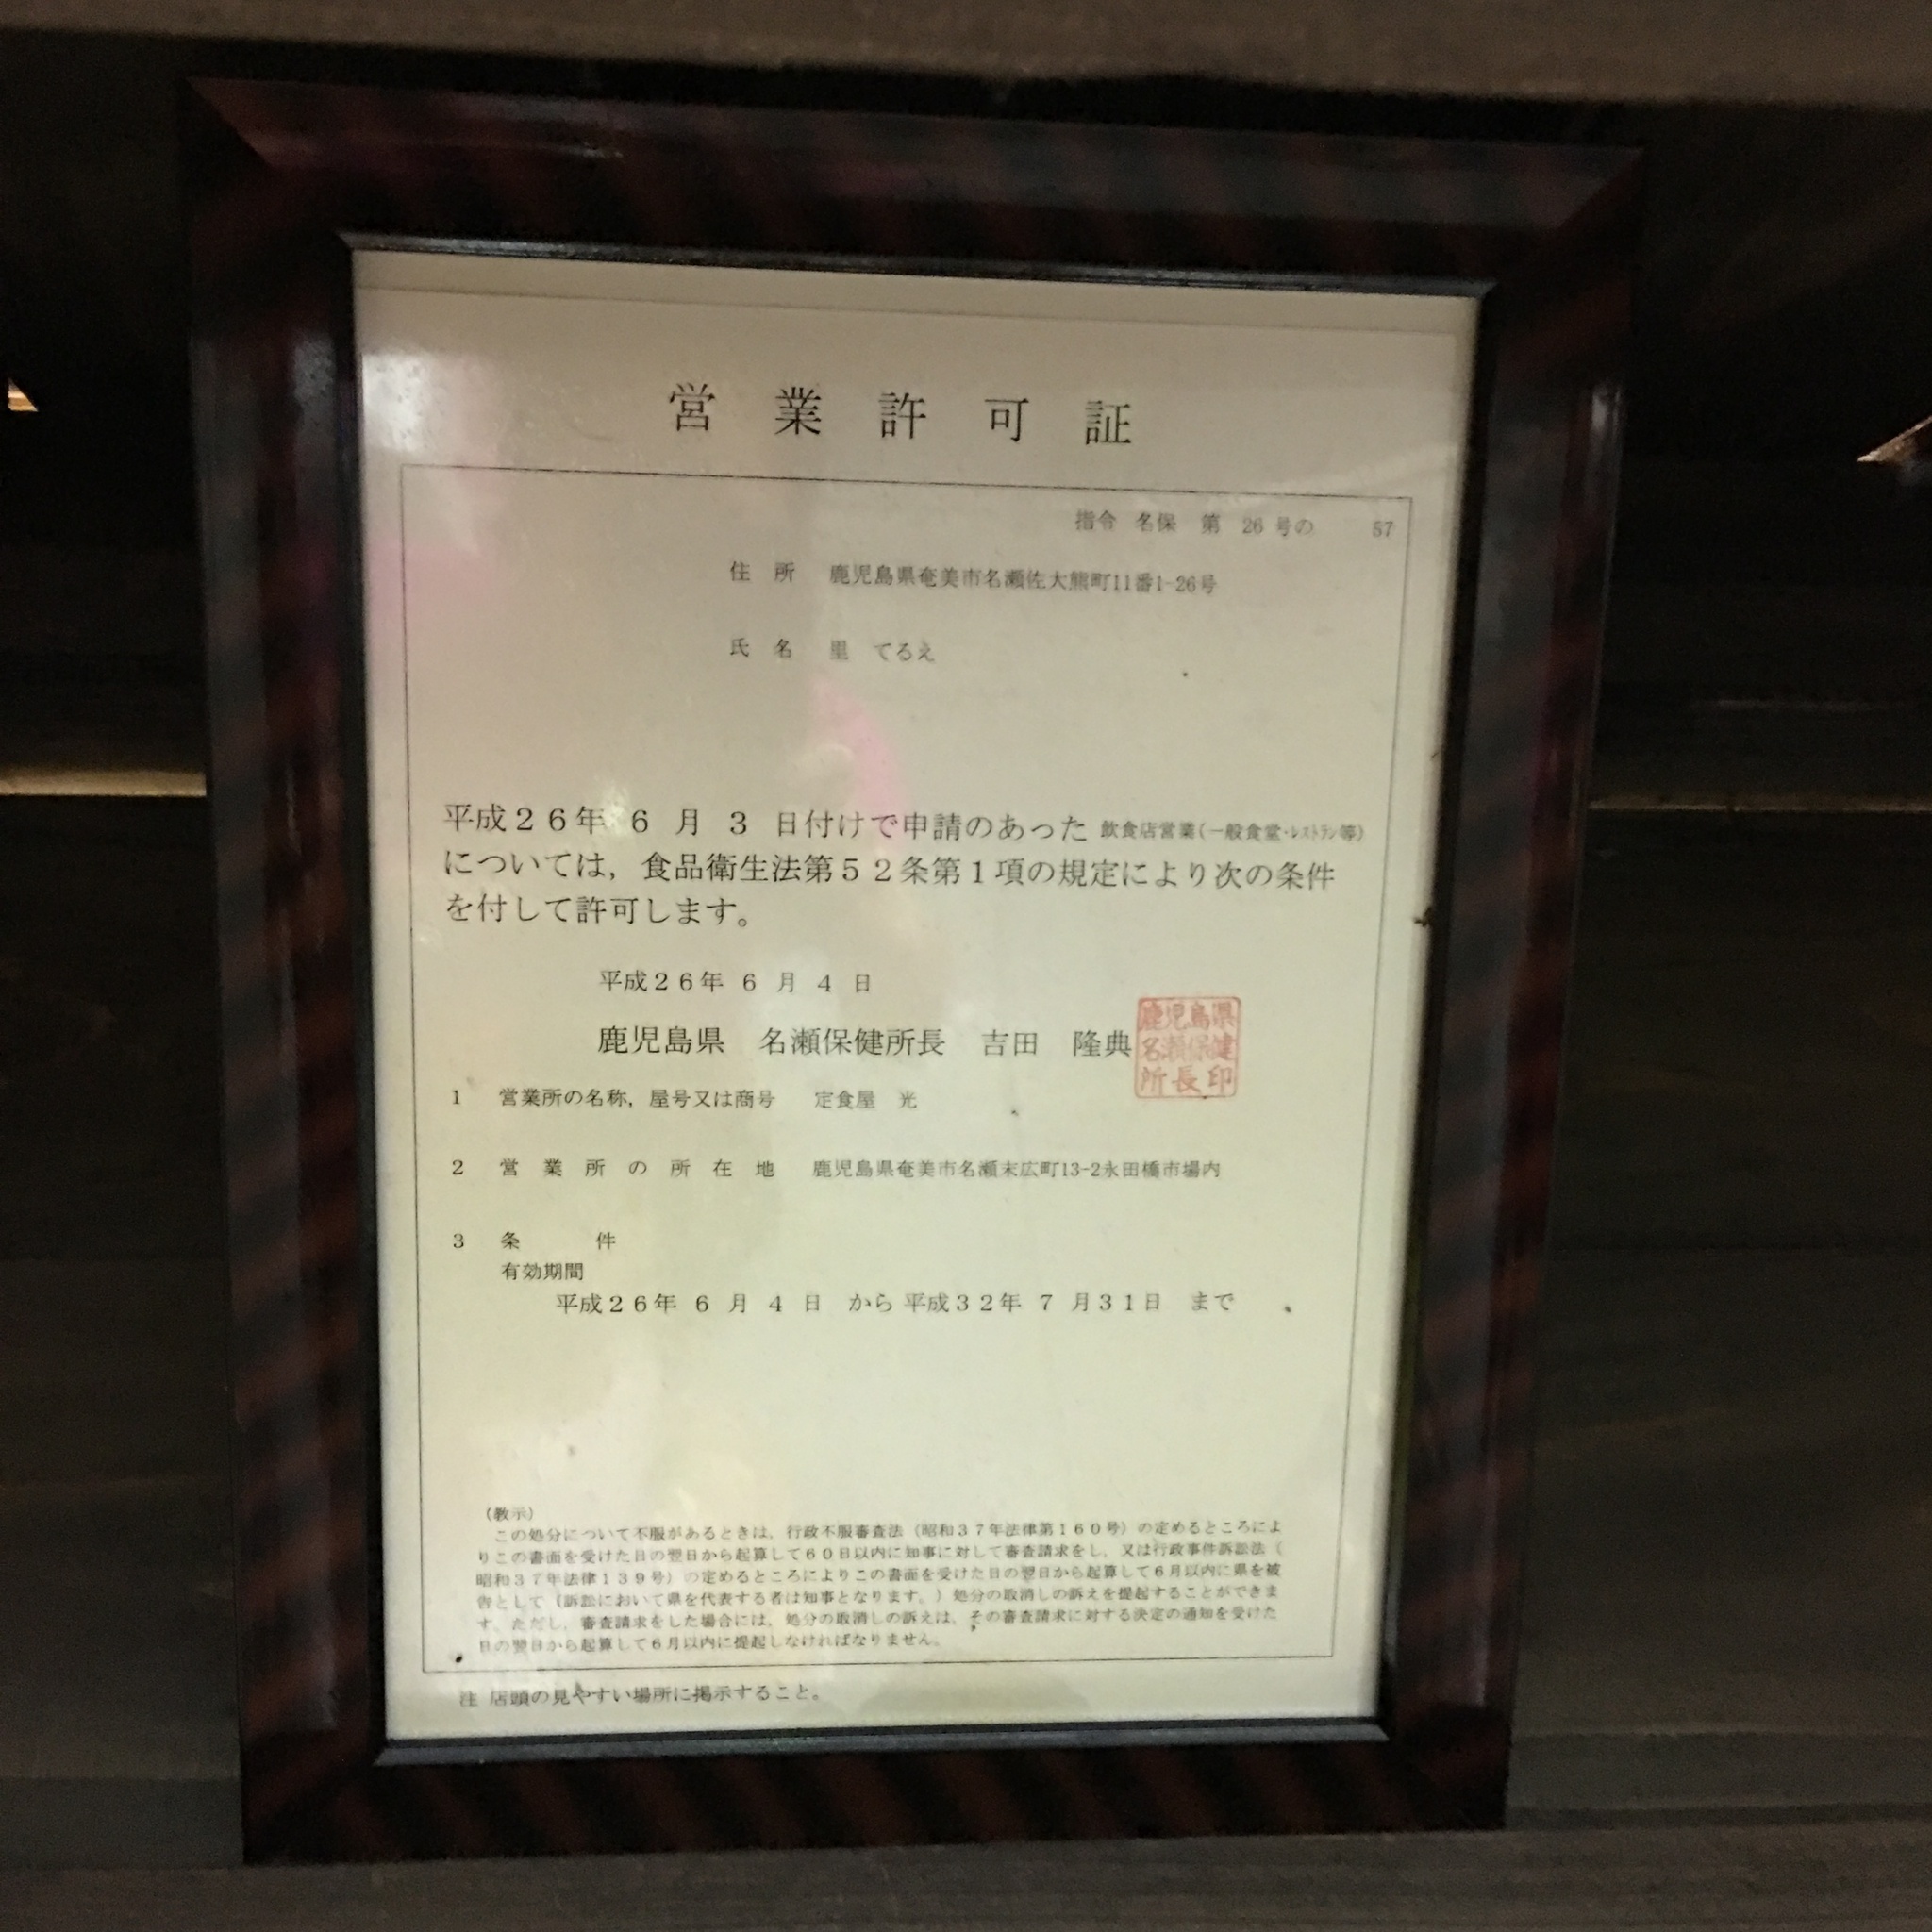 営業許可証
指令 名保 第 26 号の 57
住 所 鹿児島県奄美市名瀬佐大熊町11番1-26号
氏 名 里 てるえ
平成26年 6 月 3 日付けで申請のあった 飲食店営業(一般食堂・レストラン等)
については，食品衛生法第52条第1項の規定により次の条件
を付して許可します。
平成26年 6 月 4 日
鹿児島県 名瀬保健所長 吉田 隆典
鹿児島県
名瀬保健
所長印
1 営業所の名称，屋号又は商号 定食屋 光
2 営業所の所在地 鹿児島県奄美市名瀬末広町13-2永田橋市場内
3 条 件
有効期間
平成26年 6 月 4 日 から 平成32年 7 月31日 まで
(教示)
この処分について不服があるときは，行政不服審査法（昭和37年法律第160号）の定めるところによ
りこの書面を受けた日の翌日から起算して60日以内に知事に対して審査請求をし，又は行政事件訴訟法（
昭和37年法律139号）の定めるところによりこの書面を受けた日の翌日から起算して6月以内に県を被
告として（訴訟において県を代表する者は知事となります。）処分の取消しの訴えを提起することができま
す。ただし，審査請求をした場合には，処分の取消しの訴えは，その審査請求に対する決定の通知を受けた
日の翌日から起算して6月以内に提起しなければなりません。
注 店頭の見やすい場所に掲示すること。